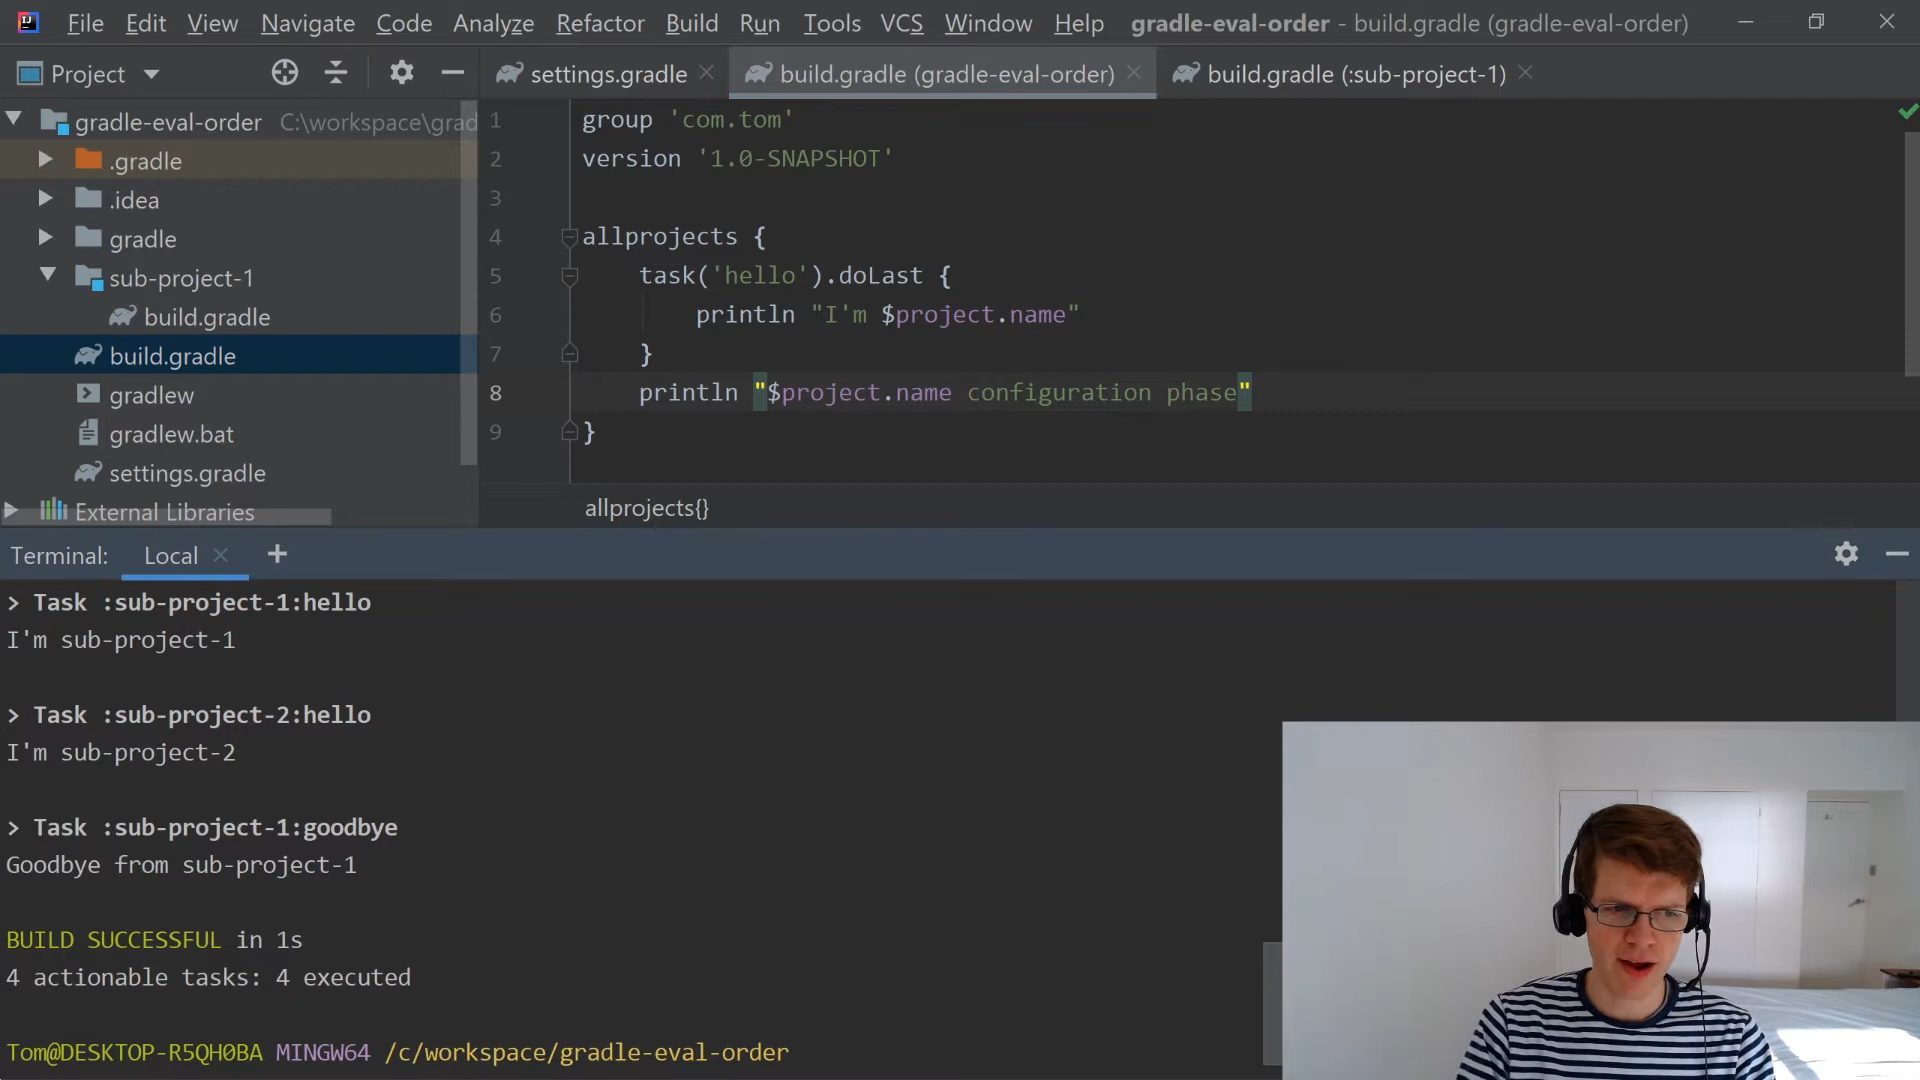 File Edit View Navigate Code Analyze Refactor Build Run Tools VCS Window Help gradle-eval-order - build.gradle (gradle-eval-order)
Project
settings.gradle
build.gradle (gradle-eval-order)
build.gradle (:sub-project-1)
gradle-eval-order C:\workspace\grad
.gradle
.idea
gradle
sub-project-1
build.gradle
build.gradle
gradlew
gradlew.bat
settings.gradle
External Libraries
1 group 'com.tom'
2 version '1.0-SNAPSHOT'
3
4 allprojects {
5 task('hello').doLast {
6 println "I'm $project.name"
7 }
8 println "$project.name configuration phase"
9 }
allprojects{}
Terminal: Local +
> Task :sub-project-1:hello
I'm sub-project-1
> Task :sub-project-2:hello
I'm sub-project-2
> Task :sub-project-1:goodbye
Goodbye from sub-project-1
BUILD SUCCESSFUL in 1s
4 actionable tasks: 4 executed
Tom@DESKTOP-R5QH0BA MINGW64 /c/workspace/gradle-eval-order